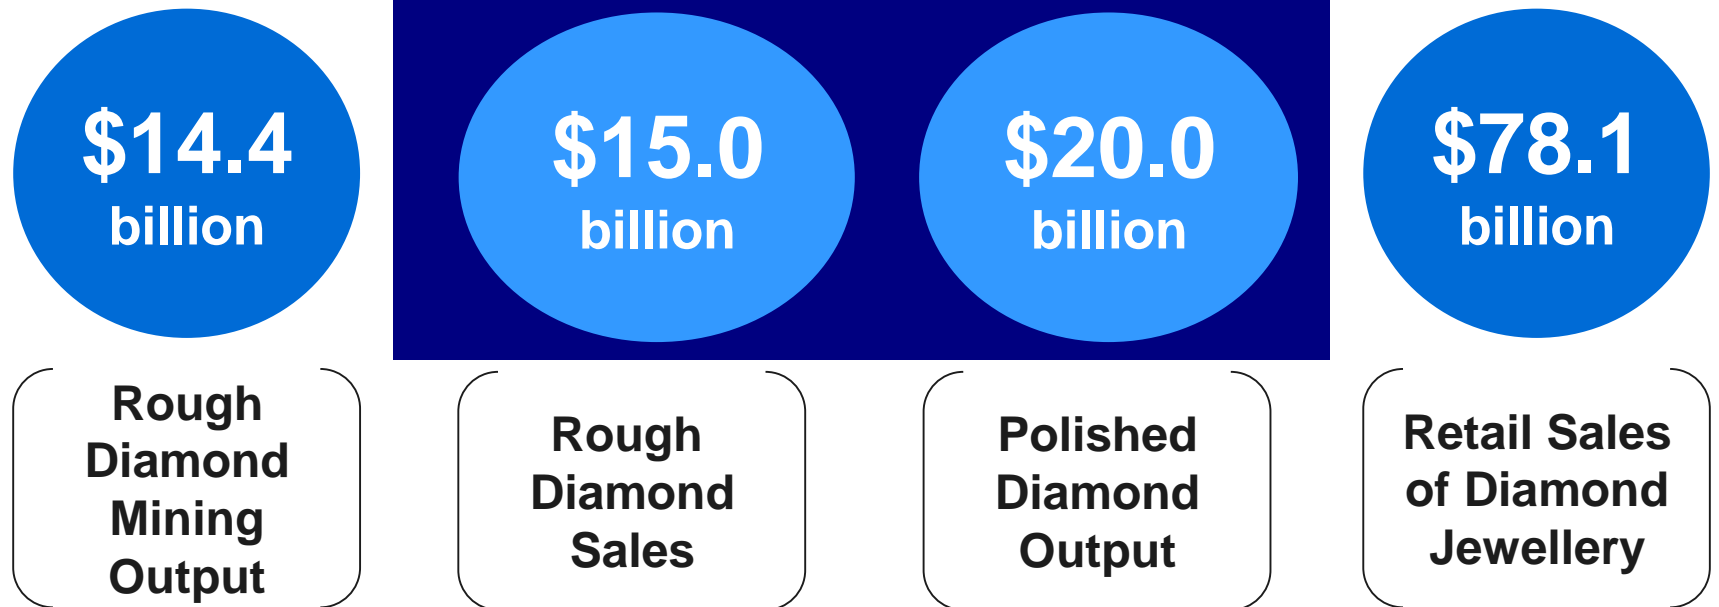 $14.4
billion
$15.0
billion
$20.0
billion
$78.1
billion
Rough
Diamond
Mining
Output
Rough
Diamond
Sales
Polished
Diamond
Output
Retail Sales
of Diamond
Jewellery